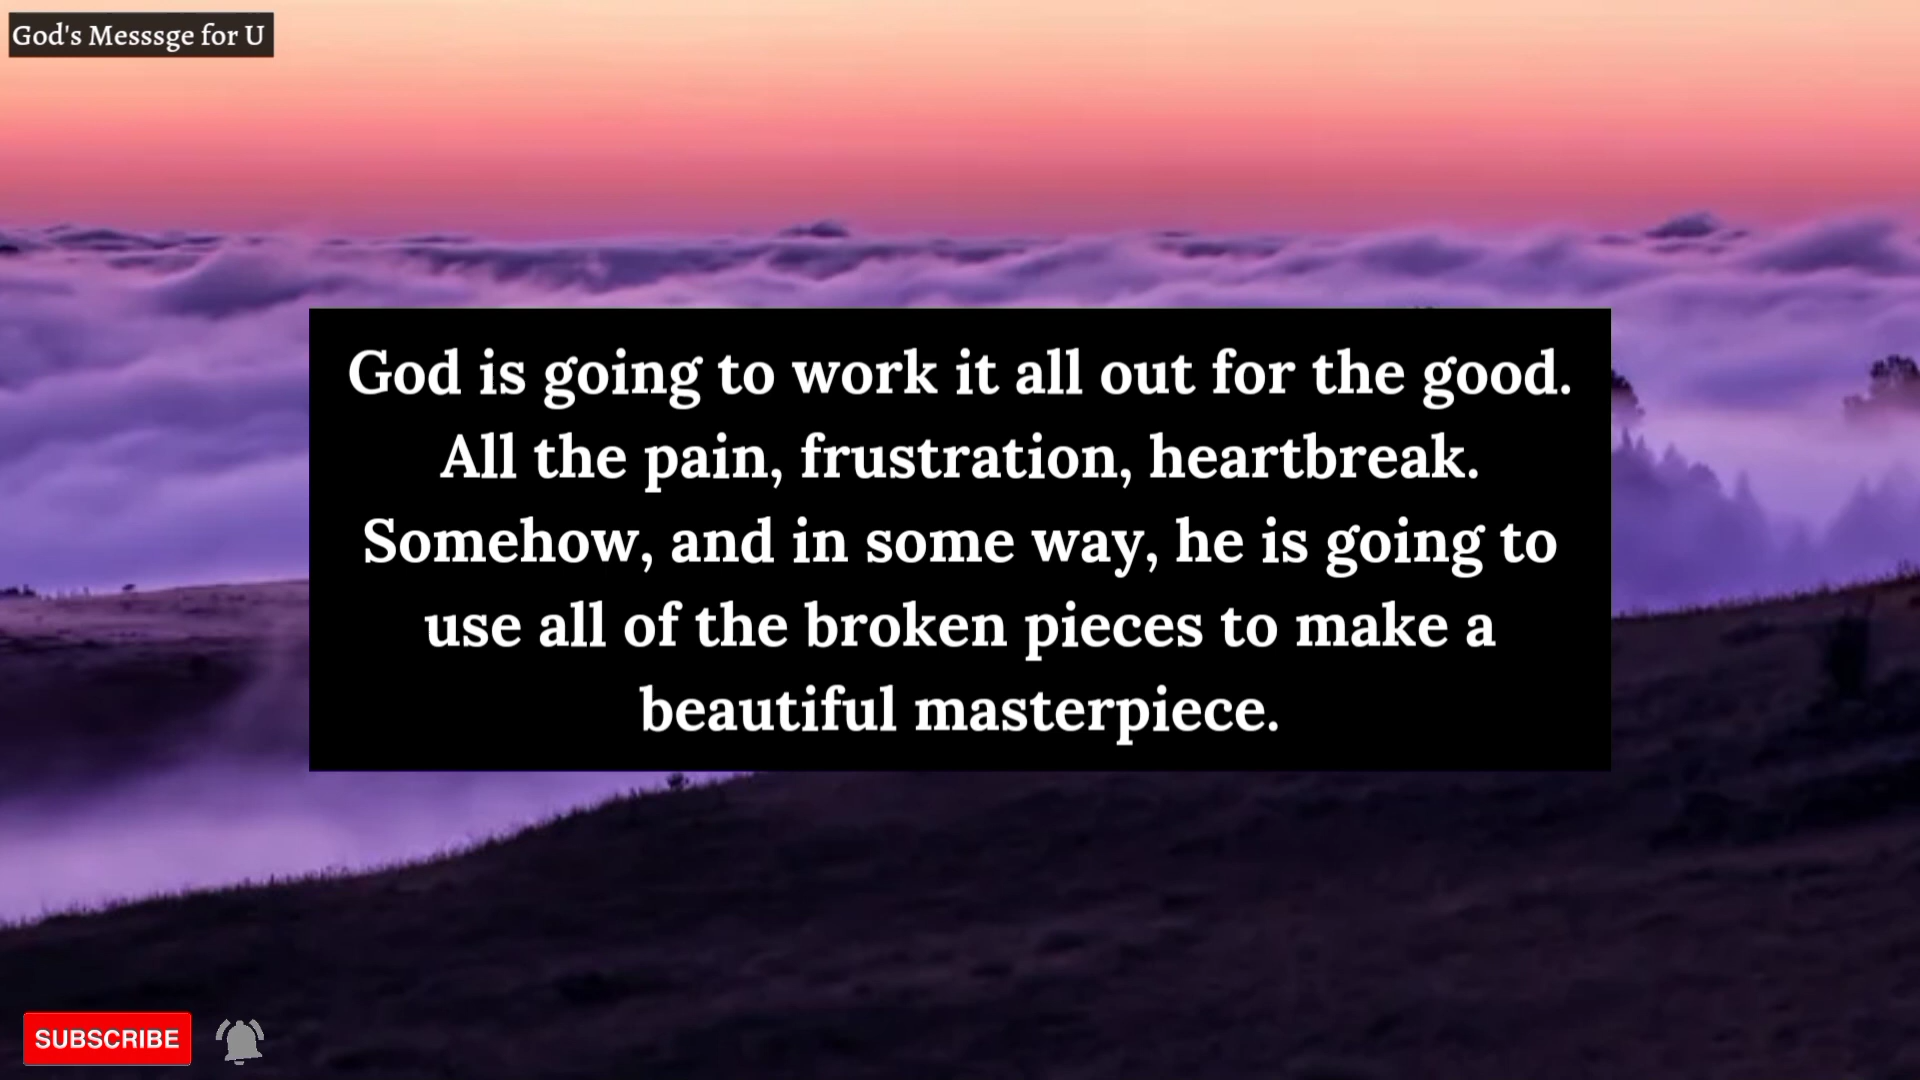 God's Messsge for U
God is going to work it all out for the good.
All the pain, frustration, heartbreak.
Somehow, and in some way, he is going to
use all of the broken pieces to make a
beautiful masterpiece.
SUBSCRIBE